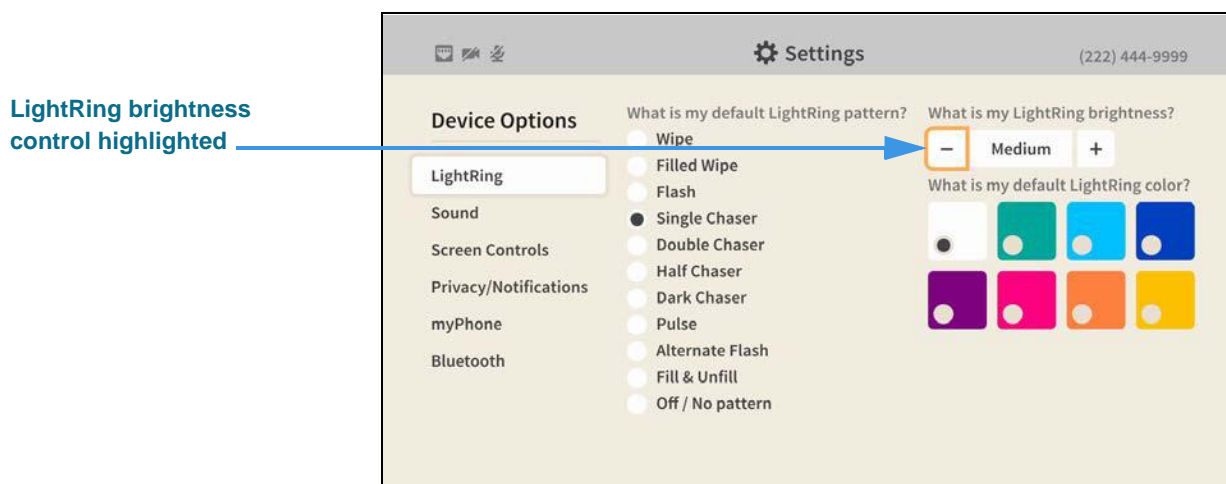 Settings
(222) 444-9999
LightRing brightness
control highlighted
Device Options
LightRing
Sound
Screen Controls
Privacy/Notifications
myPhone
Bluetooth
What is my default LightRing pattern?
Wipe
Filled Wipe
Flash
Single Chaser
Double Chaser
Half Chaser
Dark Chaser
Pulse
Alternate Flash
Fill & Unfill
Off / No pattern
What is my LightRing brightness?
− Medium +
What is my default LightRing color?